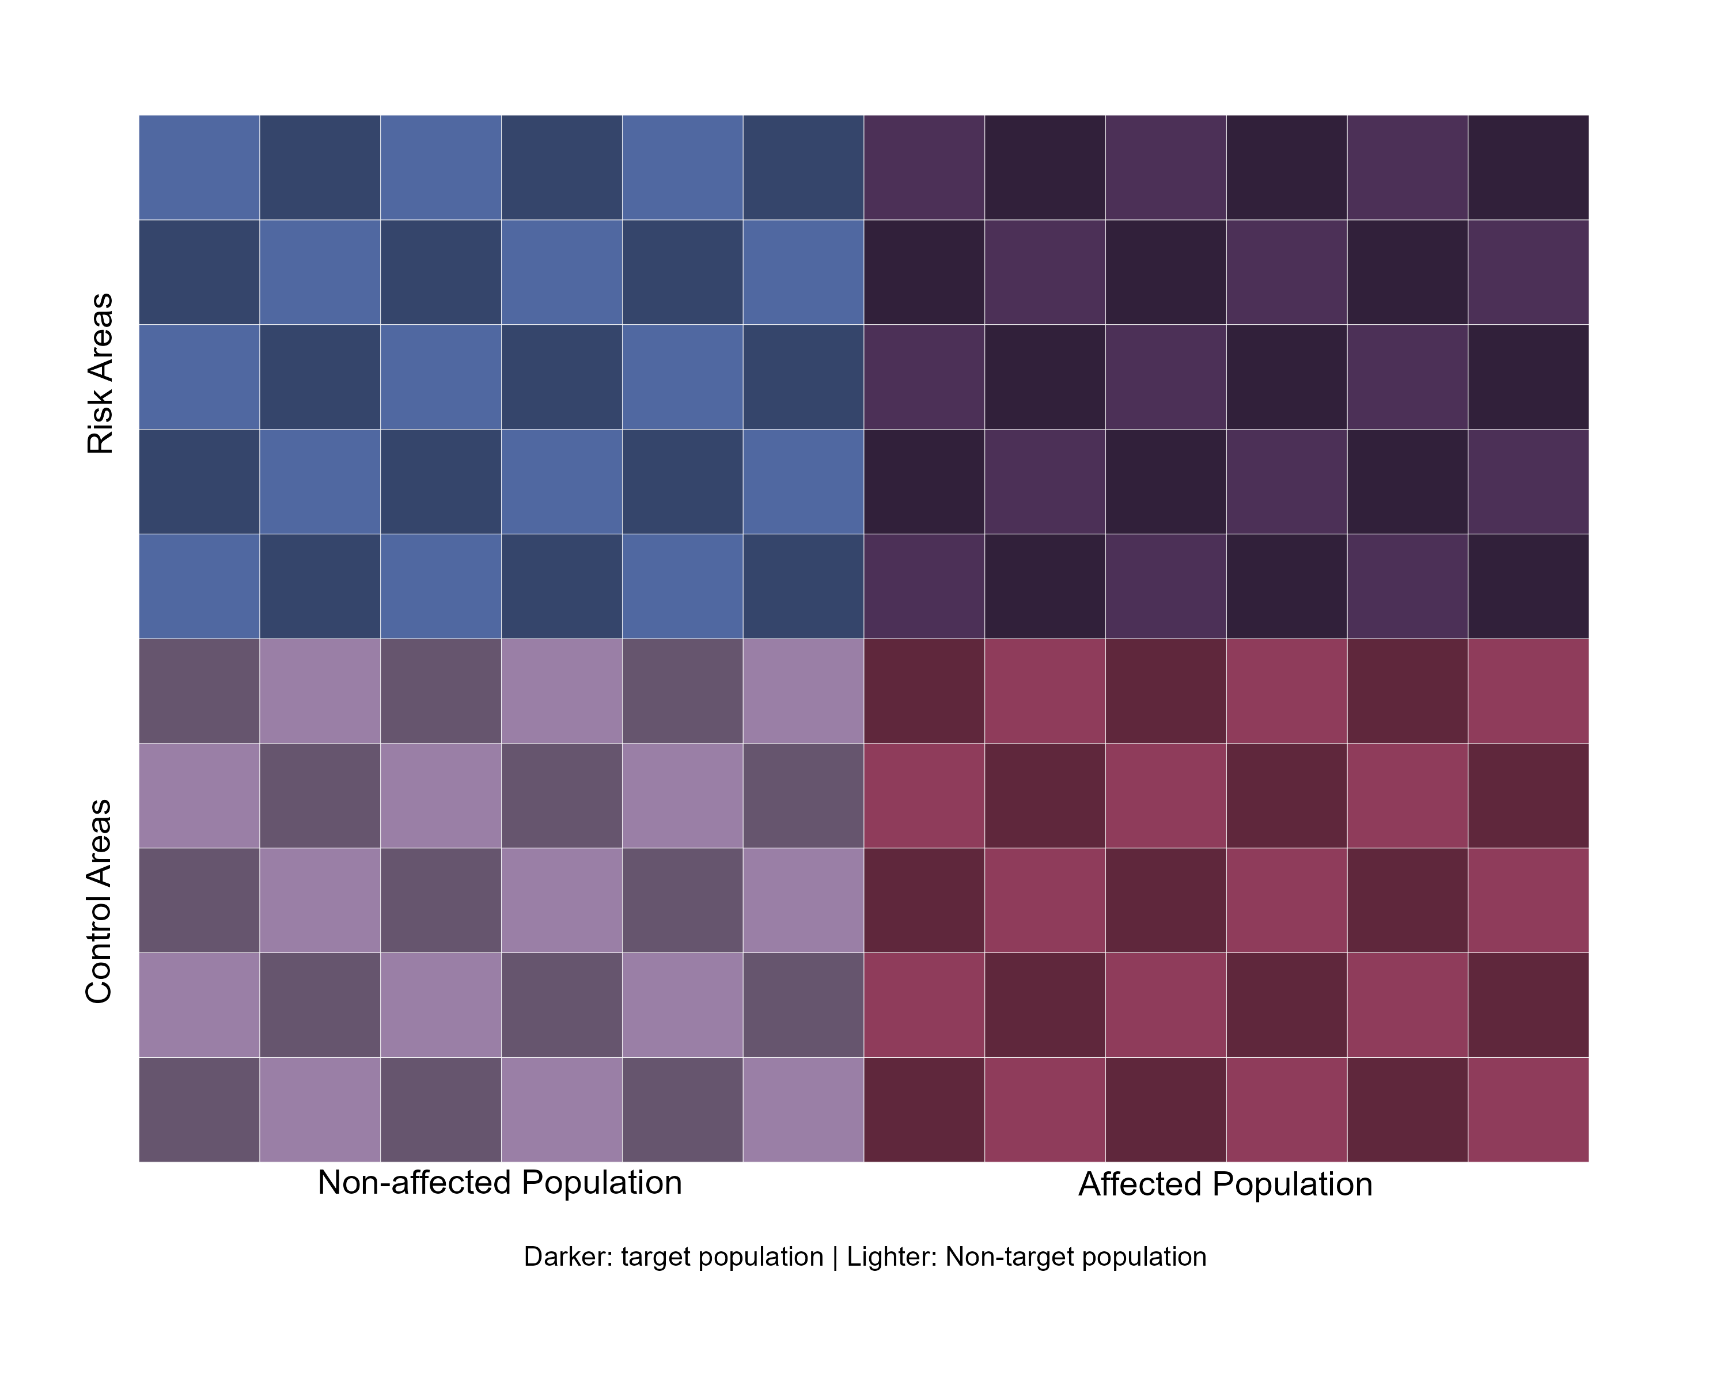 Risk Areas
Control Areas
Non-affected Population
Affected Population
Darker: target population | Lighter: Non-target population